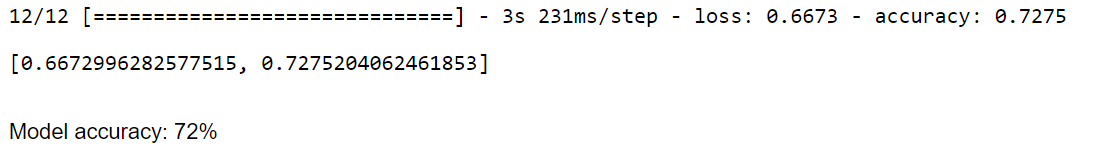 12/12 [==============================] - 3s 231ms/step - loss: 0.6673 - accuracy: 0.7275
[0.6672996282577515, 0.7275204062461853]
Model accuracy: 72%